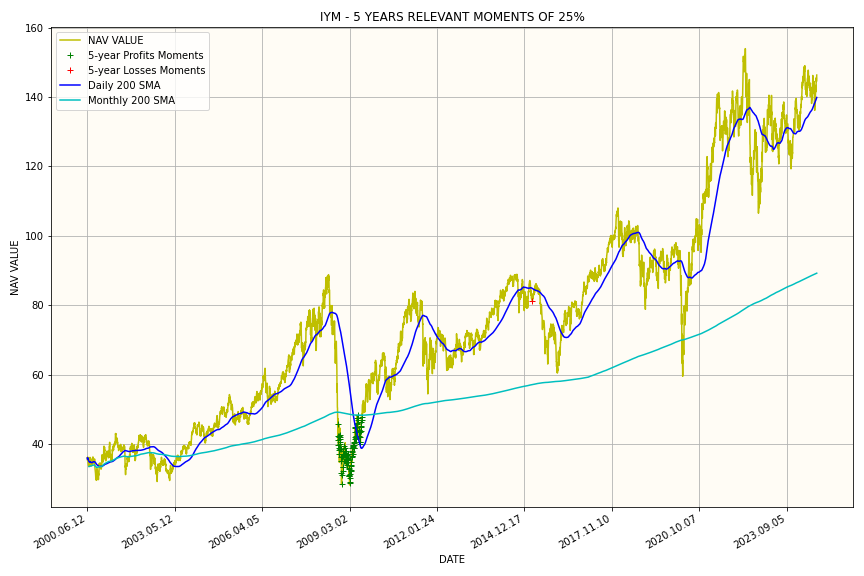 IYM - 5 YEARS RELEVANT MOMENTS OF 25%
NAV VALUE
5-year Profits Moments
5-year Losses Moments
Daily 200 SMA
Monthly 200 SMA
160
140
120
100
80
60
40
NAV VALUE
2000.06.12
2003.05.12
2006.04.05
2009.03.02
2012.01.24
2014.12.17
2017.11.10
2020.10.07
2023.09.05
DATE